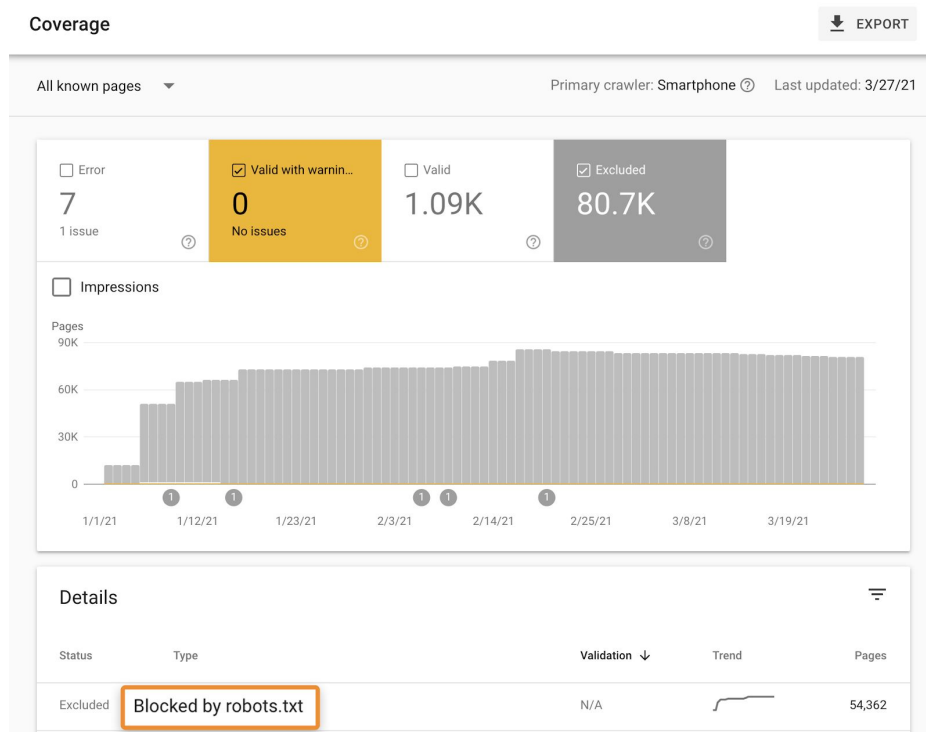 Coverage
EXPORT
All known pages
Primary crawler: Smartphone Last updated: 3/27/21
Error
7
1 issue
Valid with warnin...
0
No issues
Valid
1.09K
Excluded
80.7K
Impressions
Pages
90K
60K
30K
0
1 1 1 1 1
1/1/21 1/12/21 1/23/21 2/3/21 2/14/21 2/25/21 3/8/21 3/19/21
Details
Status Type Validation Trend Pages
Excluded Blocked by robots.txt N/A 54,362